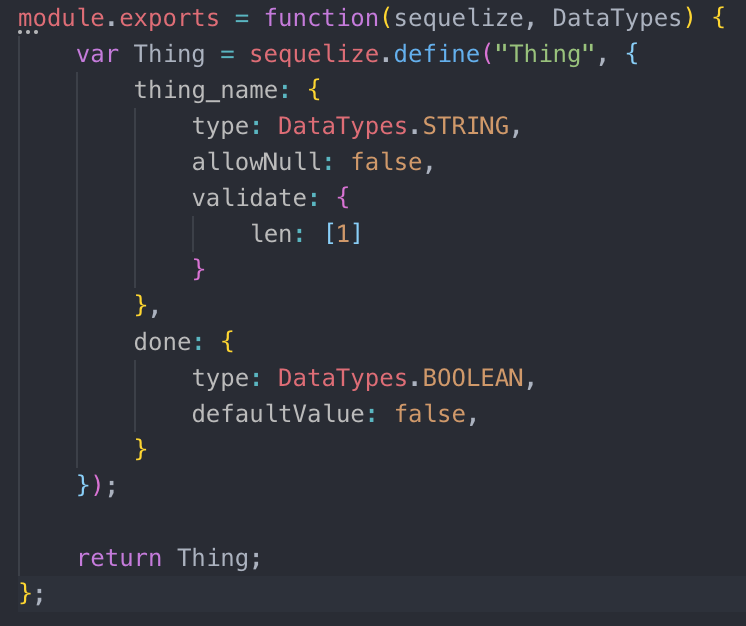 module.exports = function(sequelize, DataTypes) {
    var Thing = sequelize.define("Thing", {
        thing_name: {
            type: DataTypes.STRING,
            allowNull: false,
            validate: {
                len: [1]
            }
        },
        done: {
            type: DataTypes.BOOLEAN,
            defaultValue: false,
        }
    });

    return Thing;
};